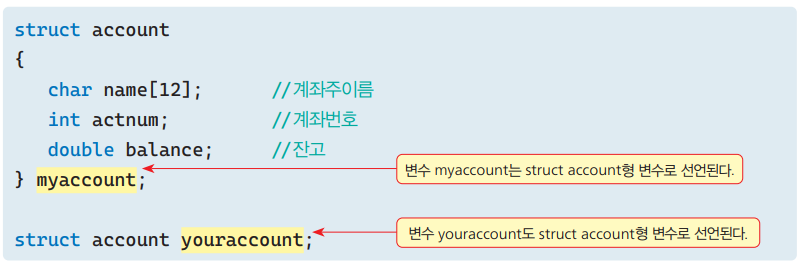 struct account
{
char name[12]; //계좌주이름
int actnum; //계좌번호
double balance; //잔고
} myaccount;
변수 myaccount는 struct account형 변수로 선언된다.
struct account youraccount;
변수 youraccount도 struct account형 변수로 선언된다.